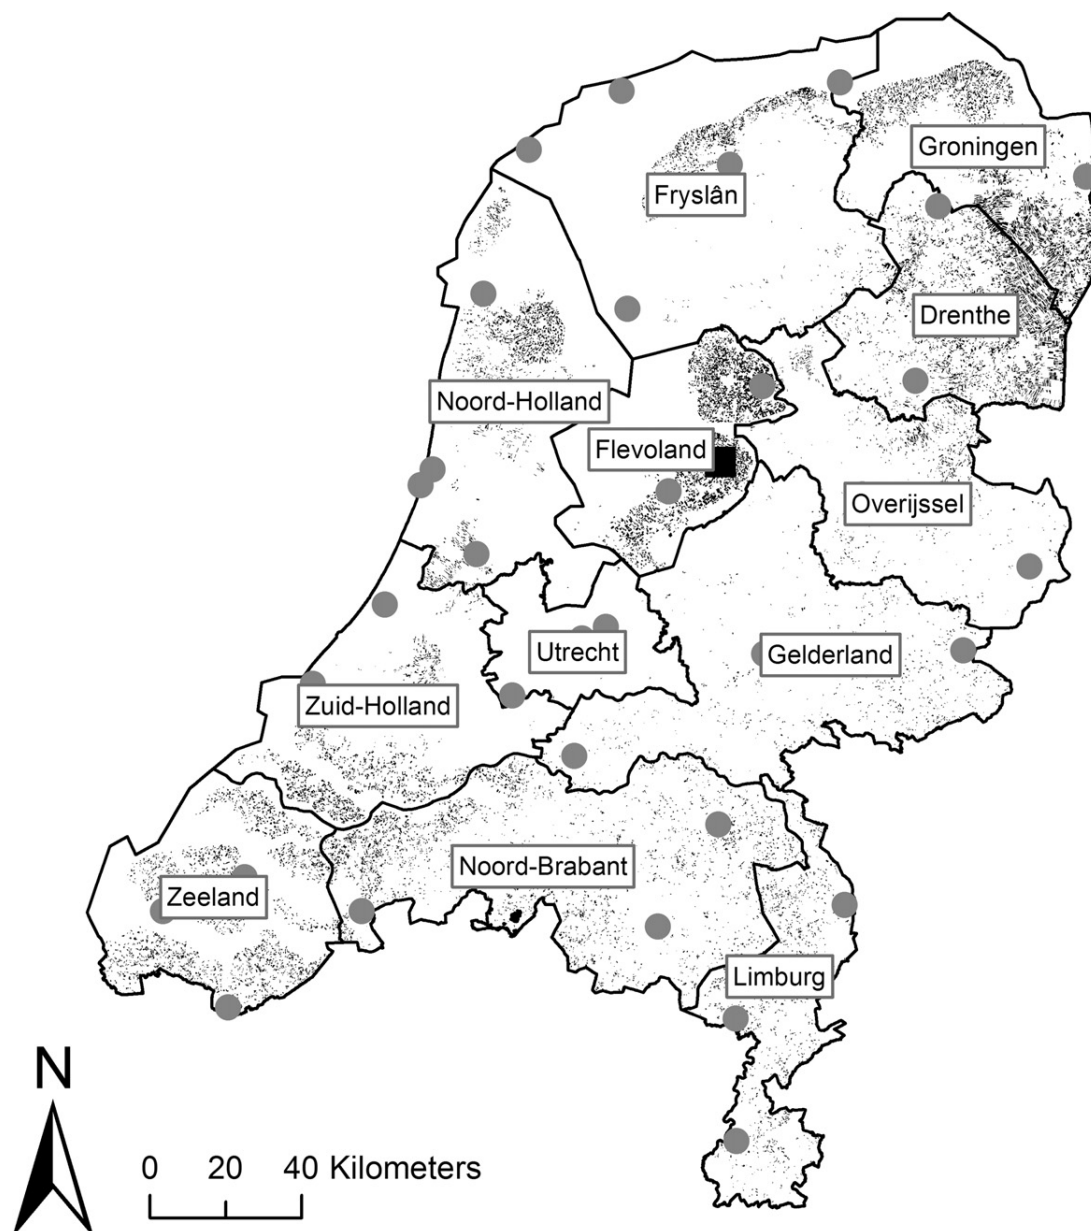 Groningen
Fryslân
Drenthe
Noord-Holland
Flevoland
Overijssel
Utrecht
Gelderland
Zuid-Holland
Noord-Brabant
Zeeland
Limburg
N
0 20 40 Kilometers